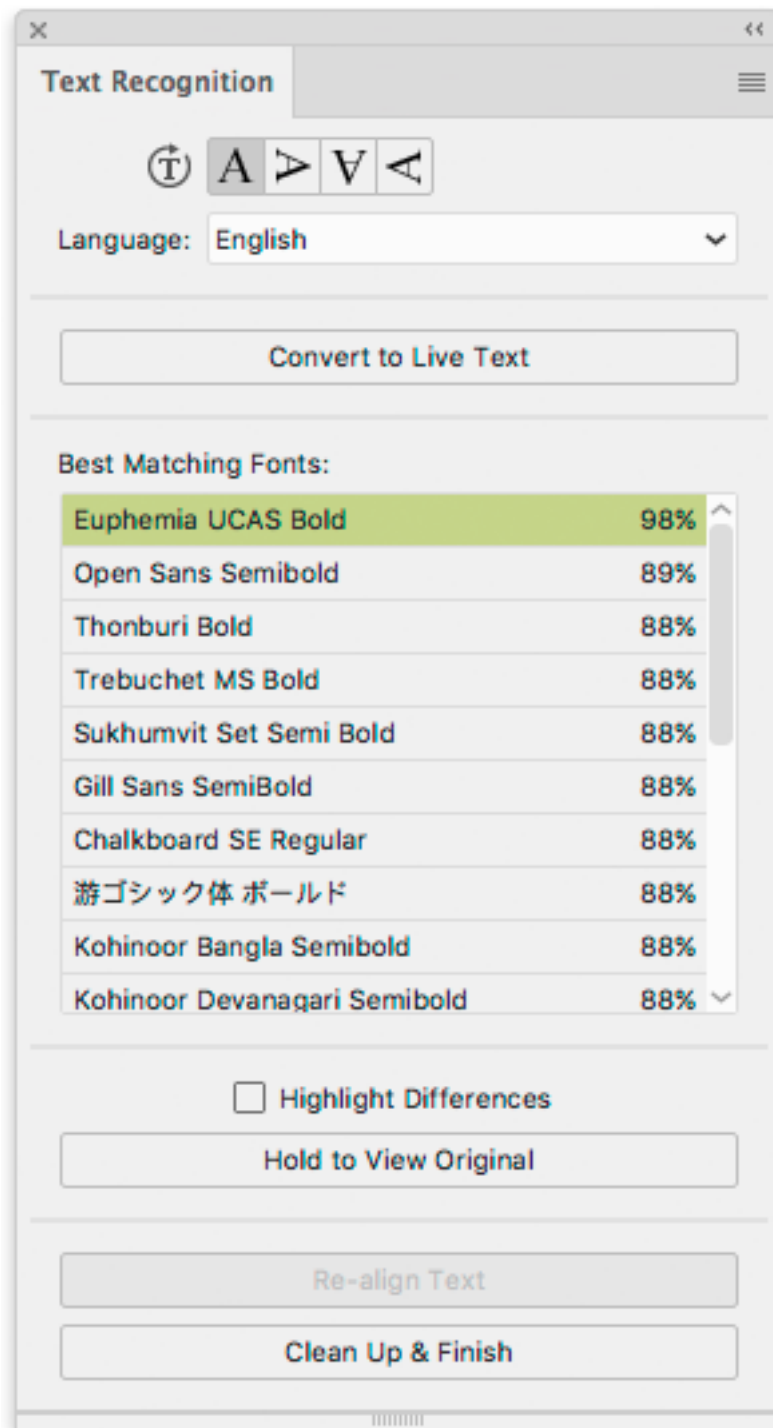 Text Recognition
T A A A A
Language: English
Convert to Live Text
Best Matching Fonts:
Euphemia UCAS Bold 98%
Open Sans Semibold 89%
Thonburi Bold 88%
Trebuchet MS Bold 88%
Sukhumvit Set Semi Bold 88%
Gill Sans SemiBold 88%
Chalkboard SE Regular 88%
游ゴシック体 ボールド 88%
Kohinoor Bangla Semibold 88%
Kohinoor Devanagari Semibold 88%
Highlight Differences
Hold to View Original
Re-align Text
Clean Up & Finish